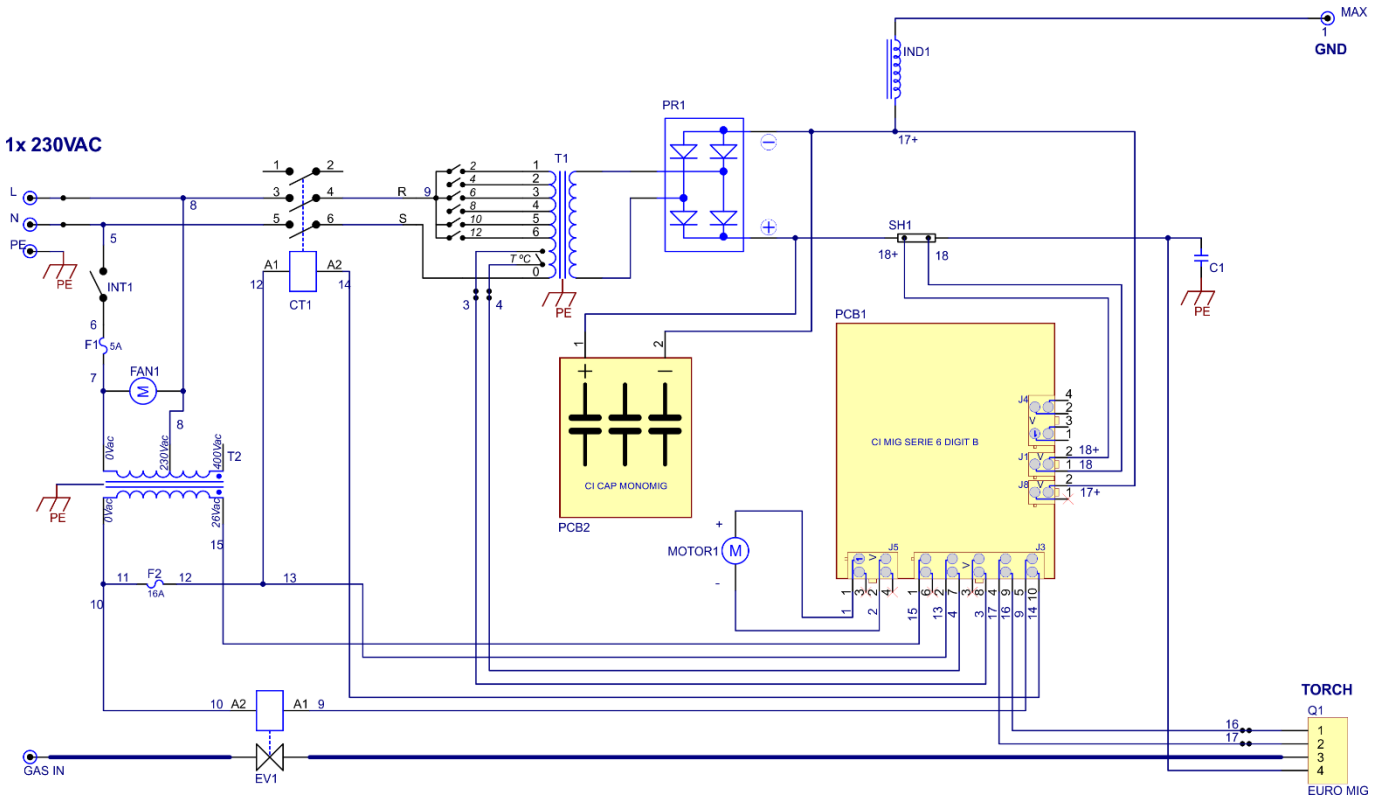 MAX
1
GND
IND1
PR1
17+
1x 230VAC
T1
1 2
2 1
4 2
L 3 4 R 9 6 3
8
8 4
N 5 6 S 10 5
5
12 6
PE
T ºC
0
PE
INT1
A1 A2
12 14
CT1
3 4
PE
SH1
18+ 18
C1
PE
6
F1 5A
PCB1
1 2
+ −
7
FAN1
M
8
0Vac 230Vac 400Vac
T2
J4
4
2
V
3
1
CI MIG SERIE 6 DIGIT B
2 18+
J1 V
1 18
2
J8 V
1 17+
CI CAP MONOMIG
PCB2
PE
0Vac 26Vac
15
+
MOTOR1 M
-
J5 J3
1 V V
1 3 2 4 1 6 2 7 3 8 4 9 5 10
1 2 15 13 4 3 17 16 9 14
11 F2 12 13
16A
10
10 A2 A1 9
TORCH
Q1
16 1
17 2
3
4
EURO MIG
GAS IN
EV1